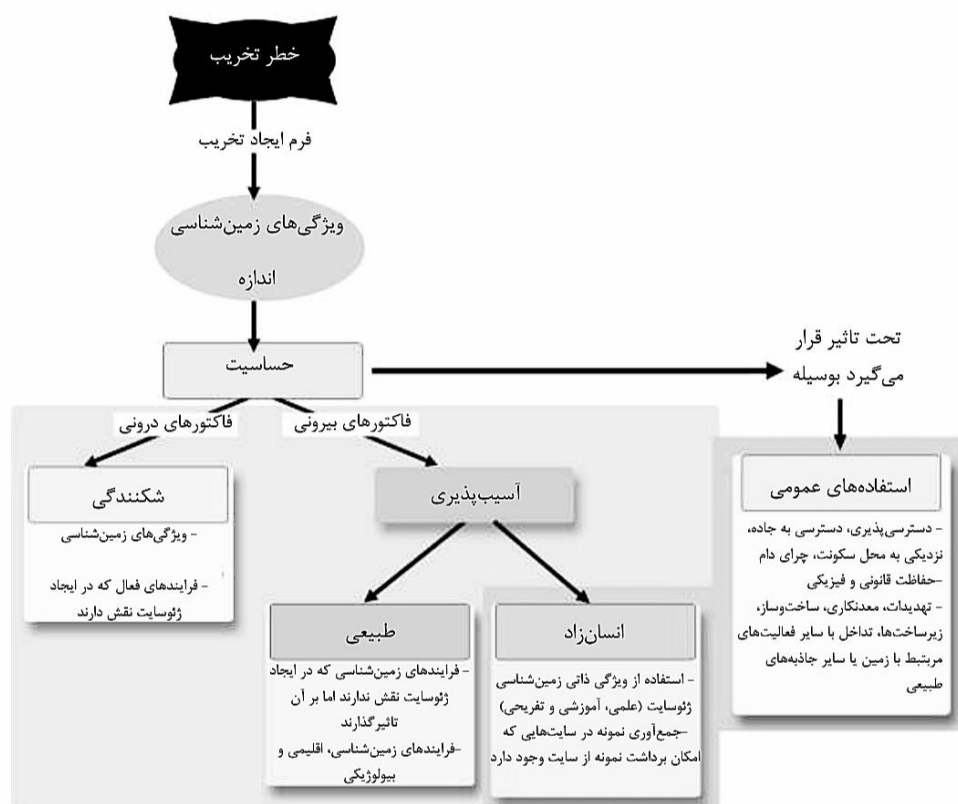 خطر تخریب
فرم ایجاد تخریب
ویژگی‌های زمین‌شناسی
اندازه
حساسیت
تحت تاثیر قرار
می‌گیرد بوسیله
فاکتورهای بیرونی
فاکتورهای درونی
استفاده‌های عمومی
- دسترسی‌پذیری، دسترسی به جاده،
نزدیکی به محل سکونت، چرای دام
-حفاظت قانونی و فیزیکی
- تهدیدات، معدنکاری، ساخت‌وساز،
زیرساخت‌ها، تداخل با سایر فعالیت‌های
مربتبط با زمین یا سایر جاذبه‌های
طبیعی
آسیب‌پذیری
شکنندگی
- ویژگی‌های زمین‌شناسی
- فرایندهای فعال که در ایجاد
ژئوسایت نقش دارند
انسان‌زاد
- استفاده از ویژگی ذاتی زمین‌شناسی
ژئوسایت (علمی، آموزشی و تفریحی)
-جمع‌آوری نمونه در سایت‌هایی که
امکان برداشت نمونه از سایت وجود دارد
طبیعی
- فرایندهای زمین‌شناسی که در ایجاد
ژئوسایت نقش ندارند اما بر آن
تاثیرگذارند
-فرایندهای زمین‌شناسی، اقلیمی و
بیولوژیکی